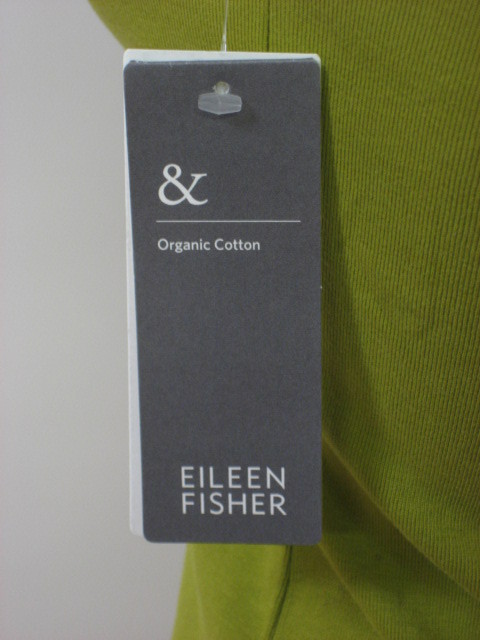 &
Organic Cotton
EILEEN
FISHER